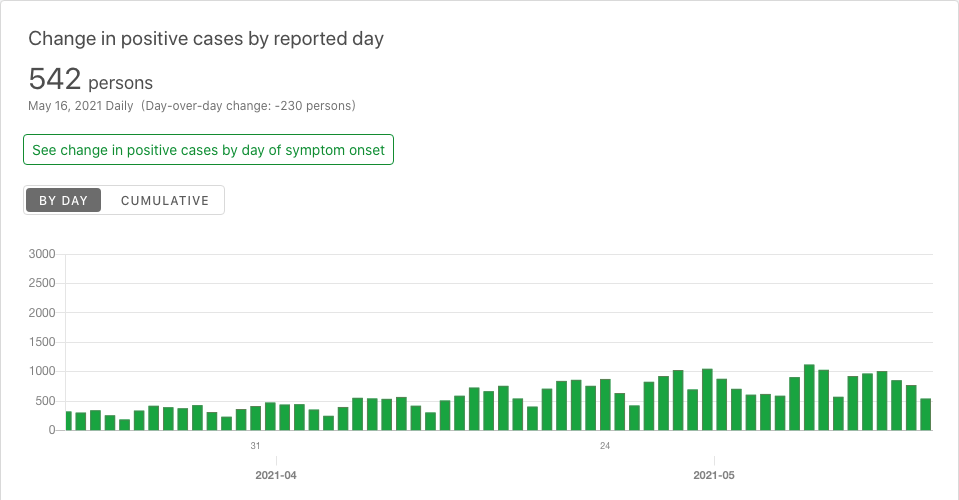 Change in positive cases by reported day
542 persons
May 16, 2021 Daily (Day-over-day change: -230 persons)
See change in positive cases by day of symptom onset
BY DAY CUMULATIVE
3000
2500
2000
1500
1000
500
0
31 24
2021-04 2021-05